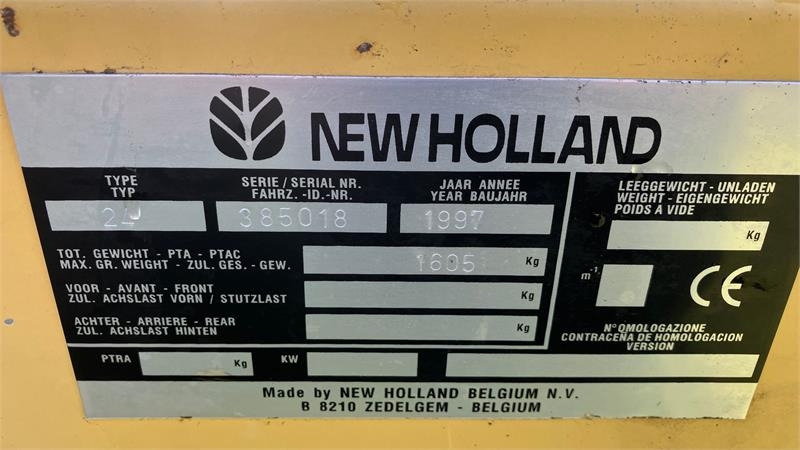 NEW HOLLAND
TYPE
TYP
SERIE / SERIAL NR.
FAHRZ. -ID.-NR.
JAAR ANNEE
YEAR BAUJAHR
385018
1997
TOT. GEWICHT - PTA - PTAC
MAX. GR. WEIGHT - ZUL. GES. - GEW.
1605 Kg
VOOR - AVANT - FRONT
ZUL. ACHSLAST VORN / STUTZLAST
Kg
ACHTER - ARRIERE - REAR
ZUL. ACHSLAST HINTEN
Kg
LEEGGEWICHT - UNLADEN
WEIGHT - EIGENGEWICHT
POIDS A VIDE
Kg
m⁻¹
CE
N° OMOLOGAZIONE
CONTRACEÑA DE HOMOLOGACION
VERSION
PTRA Kg KW
Made by NEW HOLLAND BELGIUM N.V.
B 8210 ZEDELGEM - BELGIUM